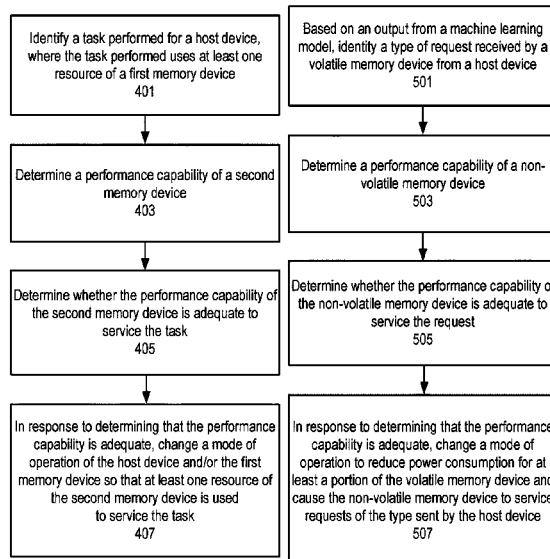 Identify a task performed for a host device,
where the task performed uses at least one
resource of a first memory device
401
Determine a performance capability of a second
memory device
403
Determine whether the performance capability of
the second memory device is adequate to
service the task
405
In response to determining that the performance
capability is adequate, change a mode of
operation of the host device and/or the first
memory device so that at least one resource of
the second memory device is used
to service the task
407
Based on an output from a machine learning
model, identify a type of request received by a
volatile memory device from a host device
501
Determine a performance capability of a non-
volatile memory device
503
Determine whether the performance capability o
the non-volatile memory device is adequate to
service the request
505
In response to determining that the performance
capability is adequate, change a mode of
operation to reduce power consumption for at
least a portion of the volatile memory device and
cause the non-volatile memory device to service
requests of the type sent by the host device
507